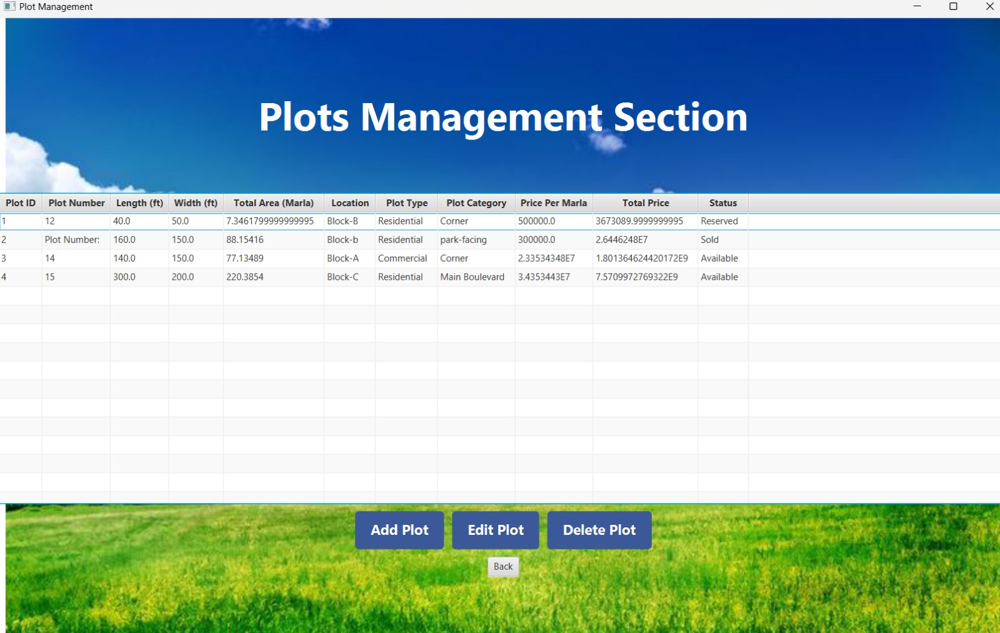 Plot Management
Plots Management Section
Plot ID Plot Number Length (ft) Width (ft) Total Area (Marla) Location Plot Type Plot Category Price Per Marla Total Price Status
1 12 40.0 50.0 7.3461799999999995 Block-B Residential Corner 500000.0 3673089.9999999995 Reserved
2 Plot Number: 160.0 150.0 88.15416 Block-b Residential park-facing 300000.0 2.6446248E7 Sold
3 14 140.0 150.0 77.13489 Block-A Commercial Corner 2.33534348E7 1.801364624420172E9 Available
4 15 300.0 200.0 220.3854 Block-C Residential Main Boulevard 3.4353443E7 7.5709972769322E9 Available
Add Plot Edit Plot Delete Plot
Back